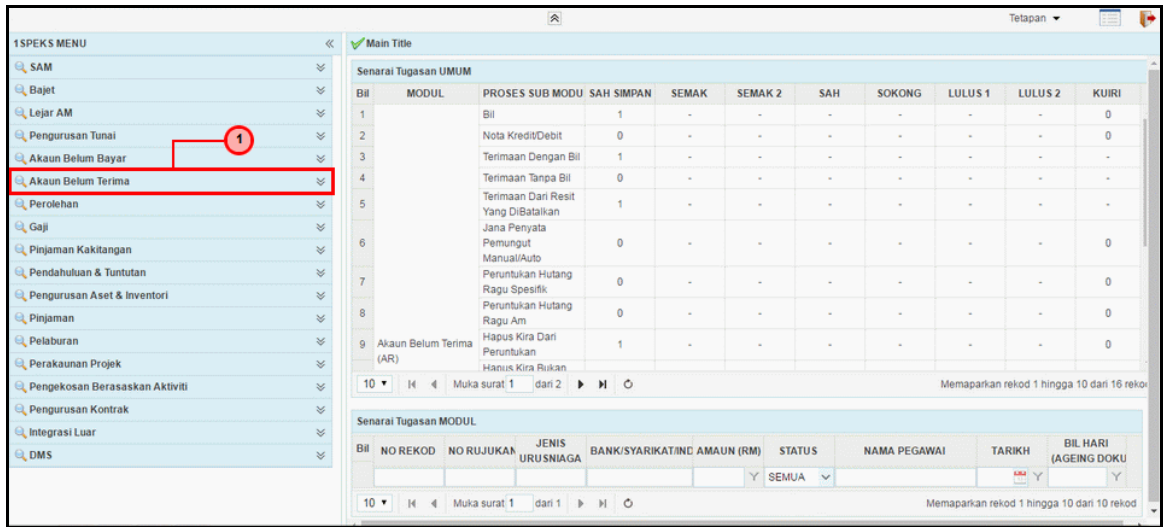 Tetapan
1SPEKS MENU
SAM
Bajet
Lejar AM
Pengurusan Tunai
1
Akaun Belum Bayar
Akaun Belum Terima
Perolehan
Gaji
Pinjaman Kakitangan
Pendahuluan & Tuntutan
Pengurusan Aset & Inventori
Pinjaman
Pelaburan
Perakaunan Projek
Pengekosan Berasaskan Aktiviti
Pengurusan Kontrak
Integrasi Luar
DMS
Main Title
Senarai Tugasan UMUM
Bil MODUL PROSES SUB MODU SAH SIMPAN SEMAK SEMAK 2 SAH SOKONG LULUS 1 LULUS 2 KUIRI
1 Bil 1 - - - - - - 0
2 Nota Kredit/Debit 0 - - - - - - 0
3 Terimaan Dengan Bil 1 - - - - - - -
4 Terimaan Tanpa Bil 0 - - - - - - -
Terimaan Dari Resit
5 Yang DiBatalkan 1 - - - - - - -
Jana Penyata
6 Pemungut 0 - - - - - - 0
Manual/Auto
Peruntukan Hutang
7 Ragu Spesifik 0 - - - - - - 0
Peruntukan Hutang
8 Ragu Am 0 - - - - - - 0
Hapus Kira Dari
9 Akaun Belum Terima Peruntukan 1 - - - - - - 0
(AR) Hapus Kira Bukan
10 Muka surat 1 dari 2 Memaparkan rekod 1 hingga 10 dari 16 rekod
Senarai Tugasan MODUL
Bil NO REKOD NO RUJUKAN JENIS URUSNIAGA BANK/SYARIKAT/IND AMAUN (RM) STATUS NAMA PEGAWAI TARIKH BIL HARI (AGEING DOKU
SEMUA
10 Muka surat 1 dari 1 Memaparkan rekod 1 hingga 10 dari 10 rekod